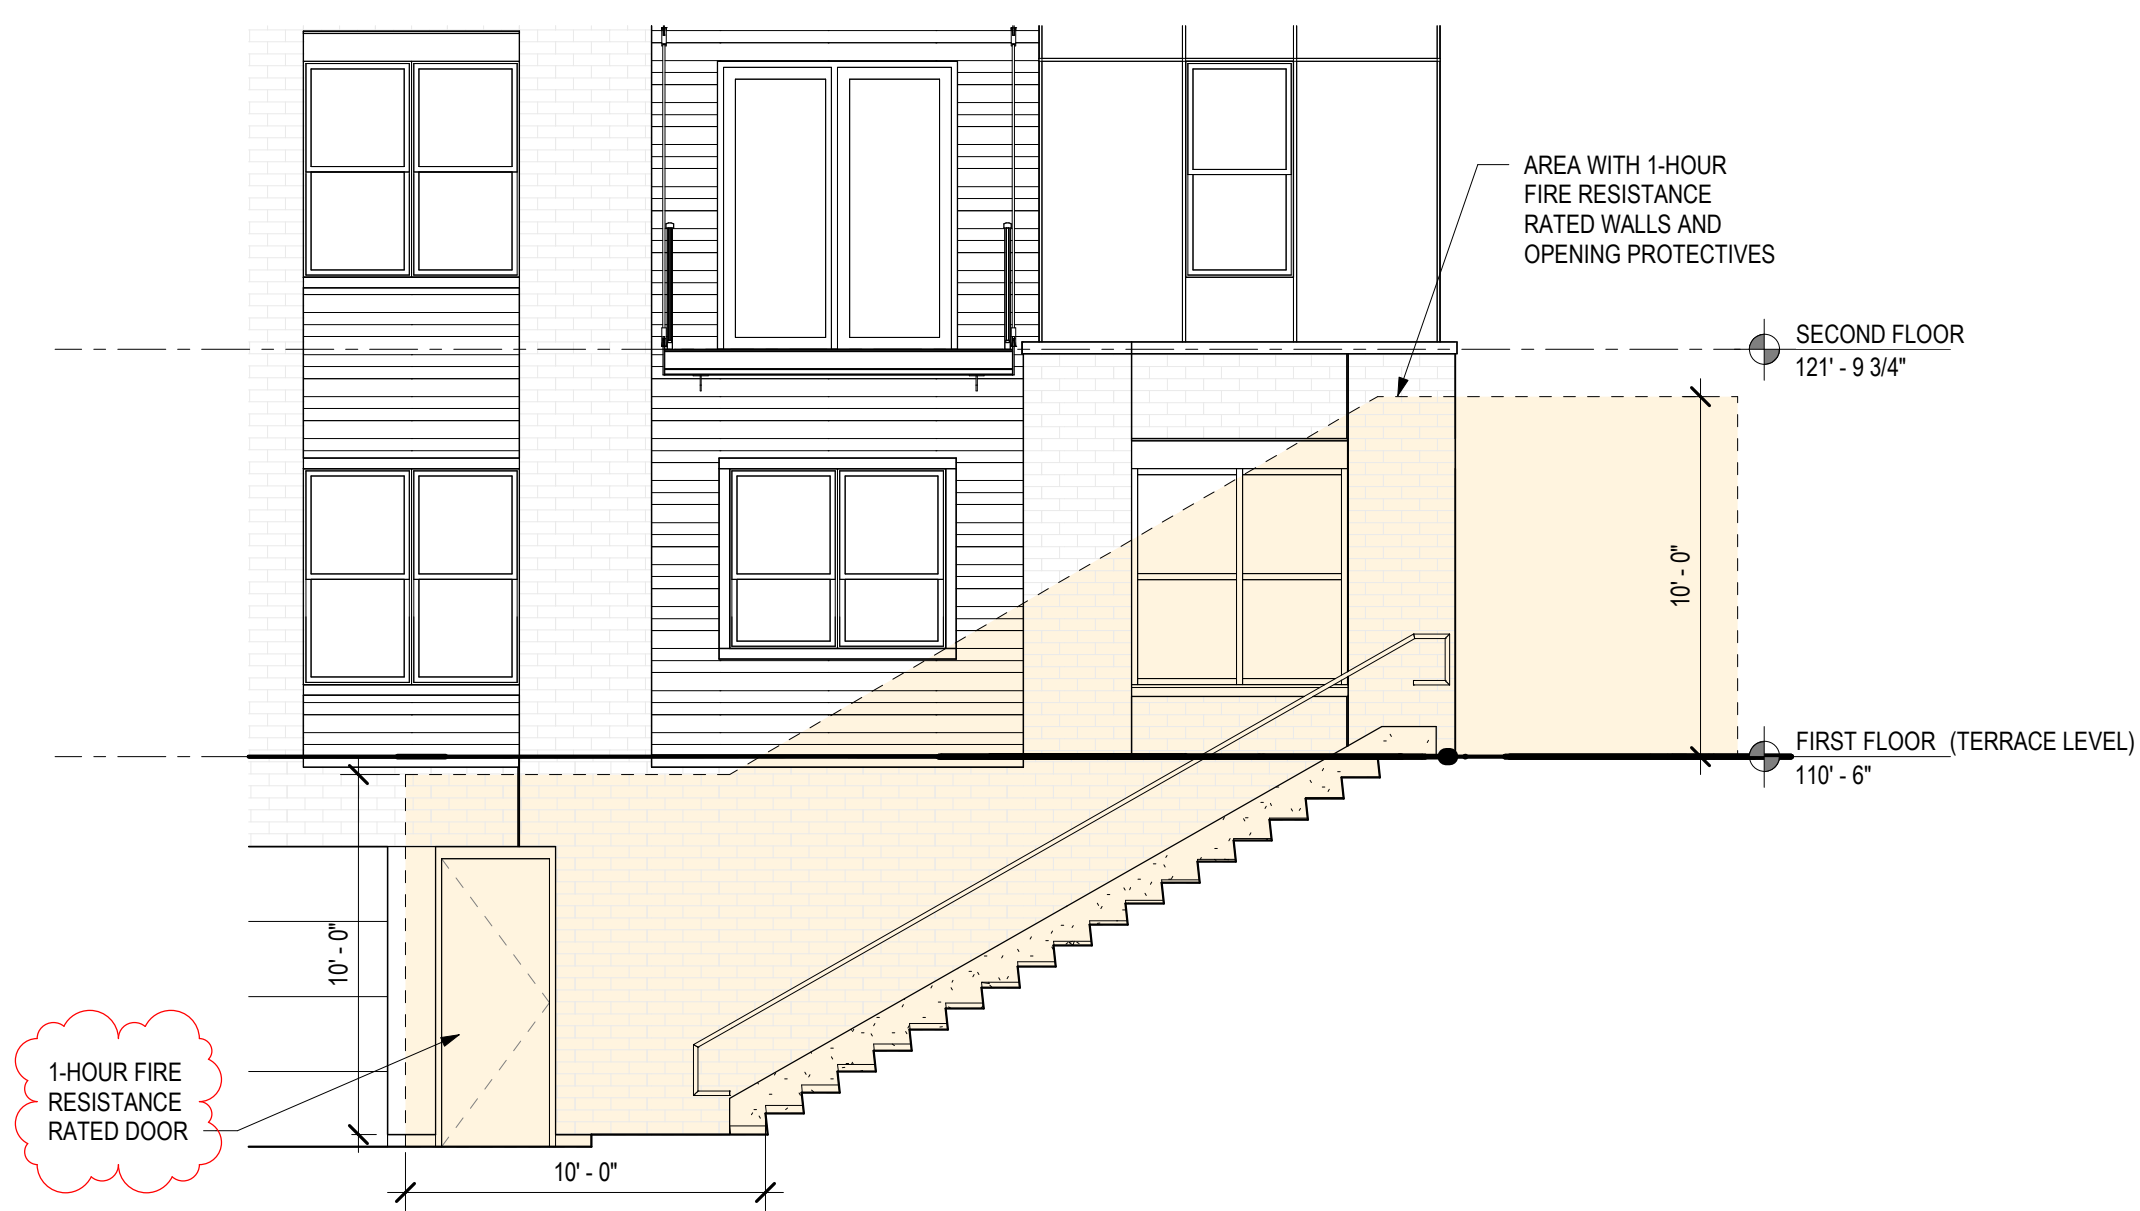 AREA WITH 1-HOUR
FIRE RESISTANCE
RATED WALLS AND
OPENING PROTECTIVES
SECOND FLOOR
121' - 9 3/4"
10' - 0"
FIRST FLOOR (TERRACE LEVEL)
110' - 6"
10' - 0"
1-HOUR FIRE
RESISTANCE
RATED DOOR
10' - 0"